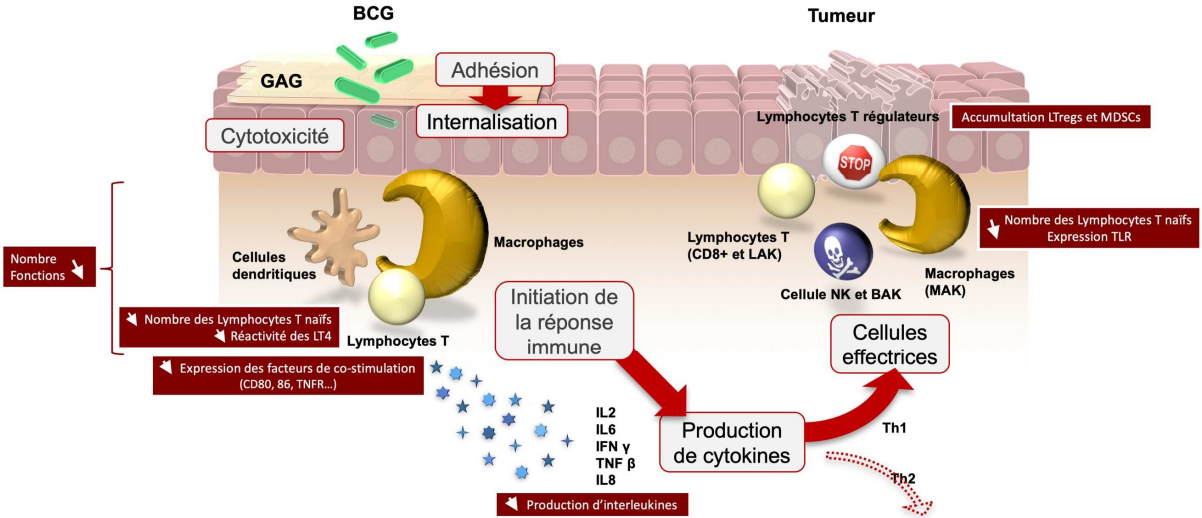 BCG
Tumeur
GAG
Adhésion
Internalisation
Cytotoxicité
Lymphocytes T régulateurs
Accumultation LTregs et MDSCs
STOP
Nombre
Fonctions
Cellules
dendritiques
Macrophages
Lymphocytes T
(CD8+ et LAK)
Nombre des Lymphocytes T naïfs
Expression TLR
Macrophages
(MAK)
Cellule NK et BAK
Nombre des Lymphocytes T naïfs
Réactivité des LT4
Lymphocytes T
Initiation de
la réponse
immune
Cellules
effectrices
Expression des facteurs de co-stimulation
(CD80, 86, TNFR...)
IL2
IL6
IFN γ
TNF β
IL8
Production
de cytokines
Th1
Th2
Production d'interleukines